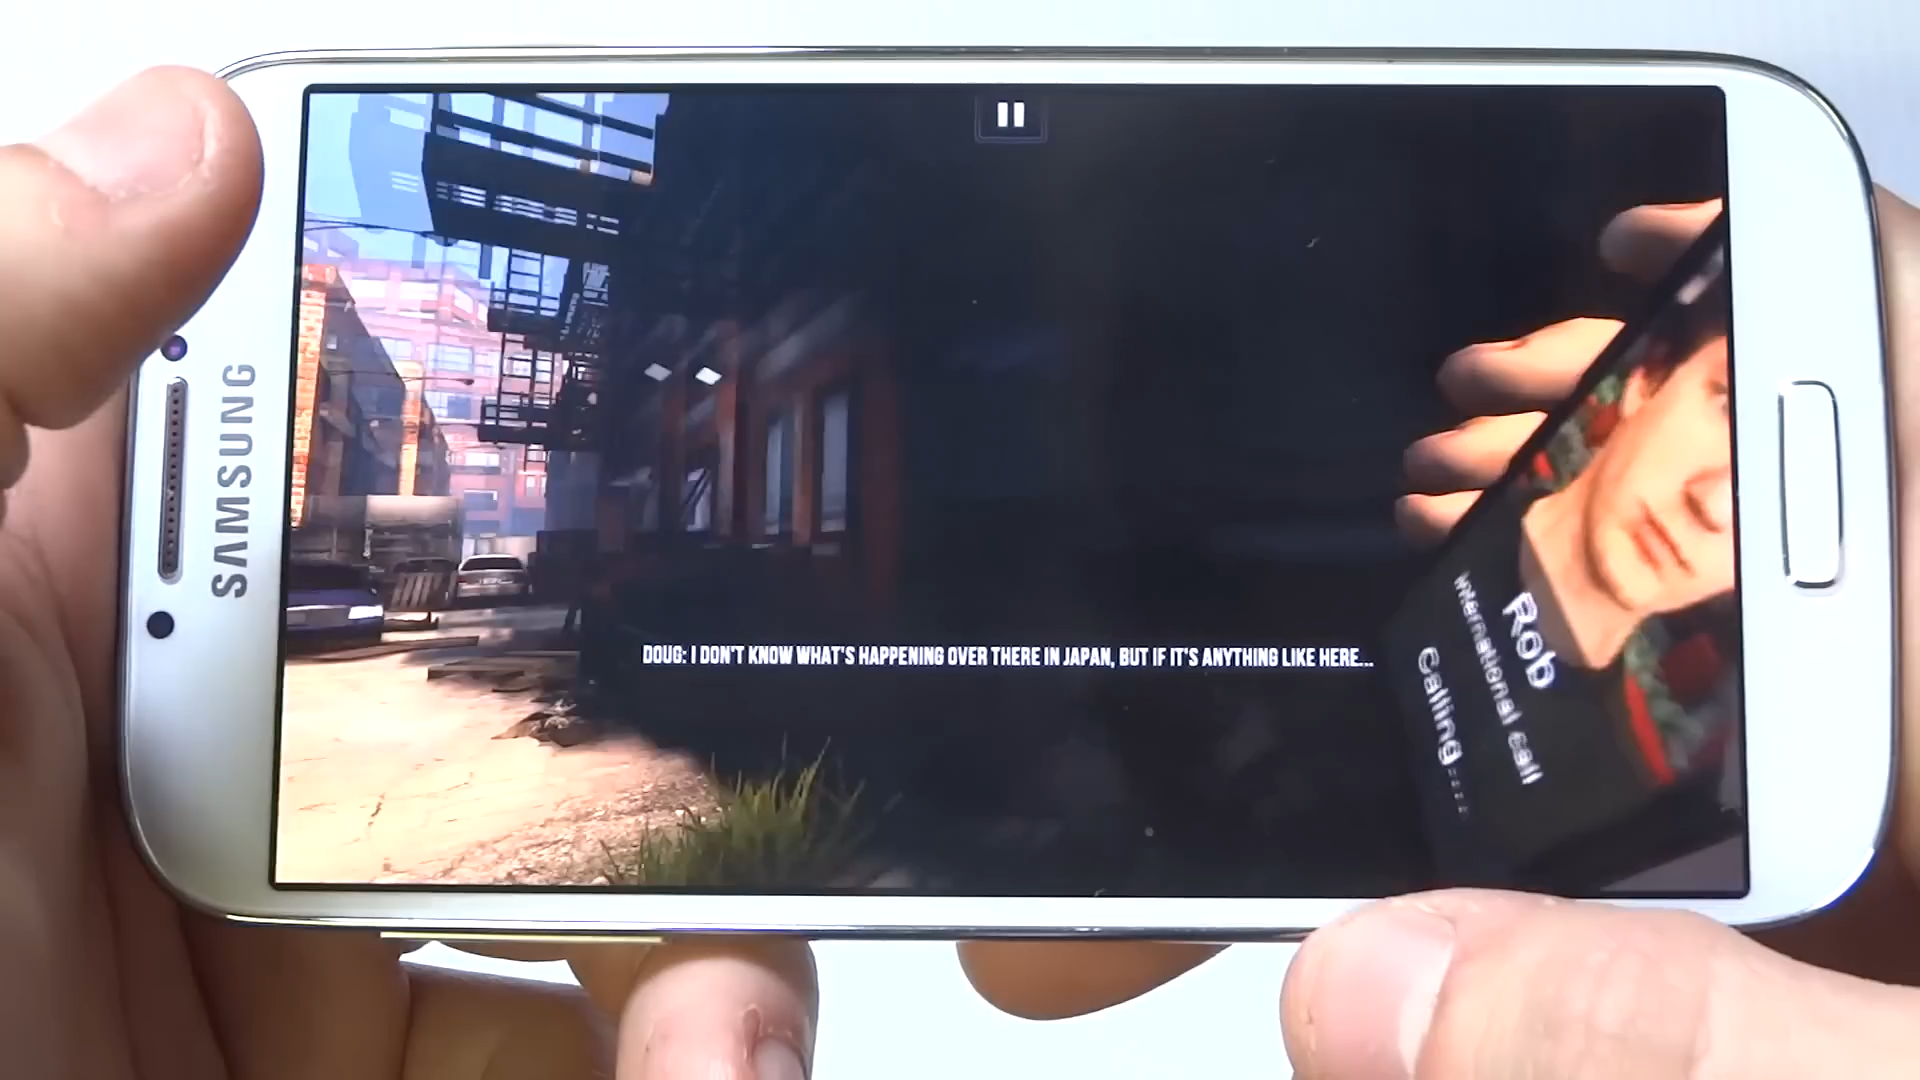 SAMSUNG
DOUG: I DON'T KNOW WHAT'S HAPPENING OVER THERE IN JAPAN, BUT IF IT'S ANYTHING LIKE HERE...
Rob
International call
Calling....